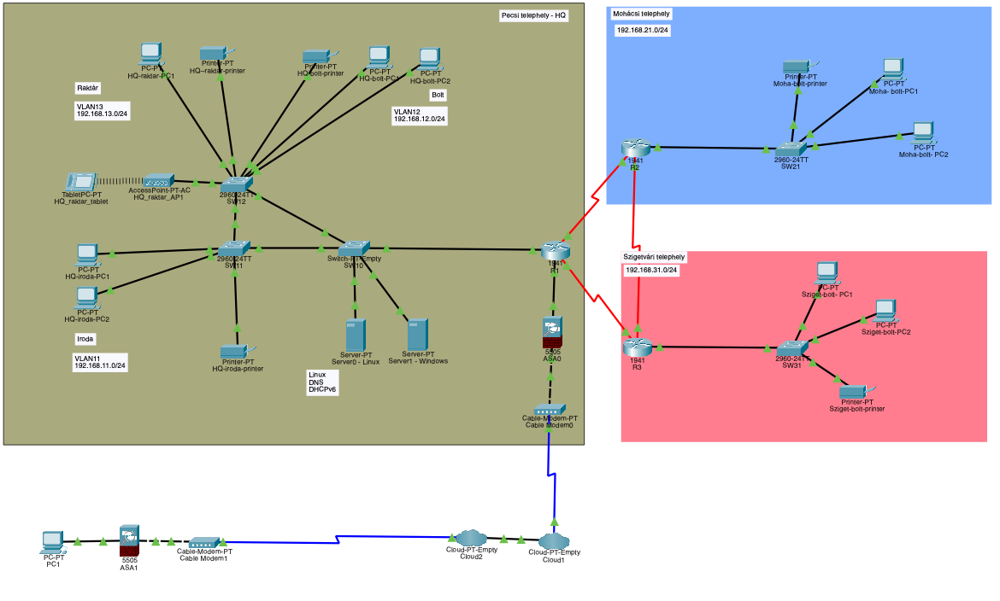 Pecsi telephely - HQ
PC-PT
HQ-raktar-PC1
Printer-PT
HQ--raktar-printer
Printer-PT
HQ-bolt-printer
PC-PT
HQ-bolt-PC1
PC-PT
HQ-bolt-PC2
Raktár
VLAN13
192.168.13.0/24
Bolt
VLAN12
192.168.12.0/24
TabletPC-PT
HQ_raktar_tablet
AccessPoint-PT-AC
HQ_raktar_AP1
2960-24TT
SW12
PC-PT
HQ-iroda-PC1
2960-24TT
SW11
Switch-PT-Empty
SW10
1941
R1
PC-PT
HQ-iroda-PC2
Iroda
VLAN11
192.168.11.0/24
Printer-PT
HQ-iroda-printer
Server-PT
Server0 - Linux
Server-PT
Server1 - Windows
Linux
DNS
DHCPv6
5505
ASA0
Cable-Modem-PT
Cable Modem0
Mohácsi telephely
192.168.21.0/24
Printer-PT
Moha-bolt-printer
PC-PT
Moha- bolt-PC1
PC-PT
Moha-bolt- PC2
1941
R2
2960-24TT
SW21
Szigetvári telephely
192.168.31.0/24
PC-PT
Sziget-bolt- PC1
PC-PT
Sziget-bolt-PC2
1941
R3
2960-24TT
SW31
Printer-PT
Sziget-bolt-printer
PC-PT
PC1
5505
ASA1
Cable-Modem-PT
Cable Modem1
Cloud-PT-Empty
Cloud2
Cloud-PT-Empty
Cloud1